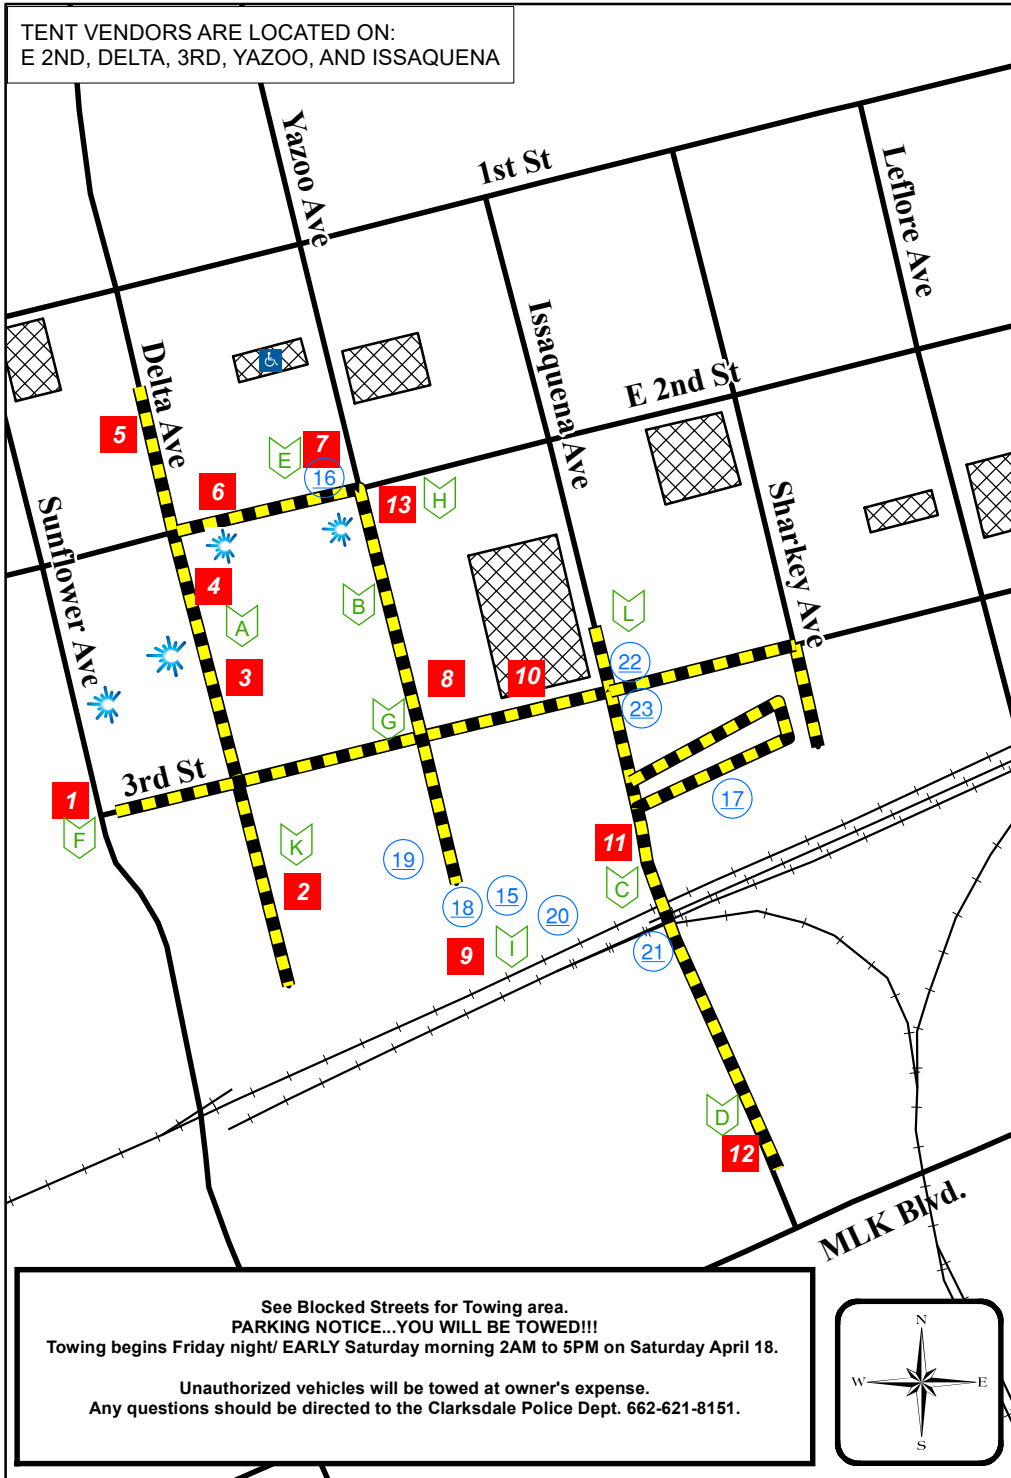 TENT VENDORS ARE LOCATED ON:
E 2ND, DELTA, 3RD, YAZOO, AND ISSAQUENA
Yazoo Ave
1st St
Leflore Ave
Issaquena Ave
Delta Ave
E 2nd St
5
E
7
16
6
13
H
Sunflower Ave
Sharkey Ave
4
B
A
L
3
8
10
22
23
G
3rd St
1
F
17
K
11
19
2
C
15
18
20
9
I
21
D
12
MLK Blvd.
See Blocked Streets for Towing area.
PARKING NOTICE...YOU WILL BE TOWED!!!
Towing begins Friday night/ EARLY Saturday morning 2AM to 5PM on Saturday April 18.
Unauthorized vehicles will be towed at owner's expense.
Any questions should be directed to the Clarksdale Police Dept. 662-621-8151.
N
W
E
S